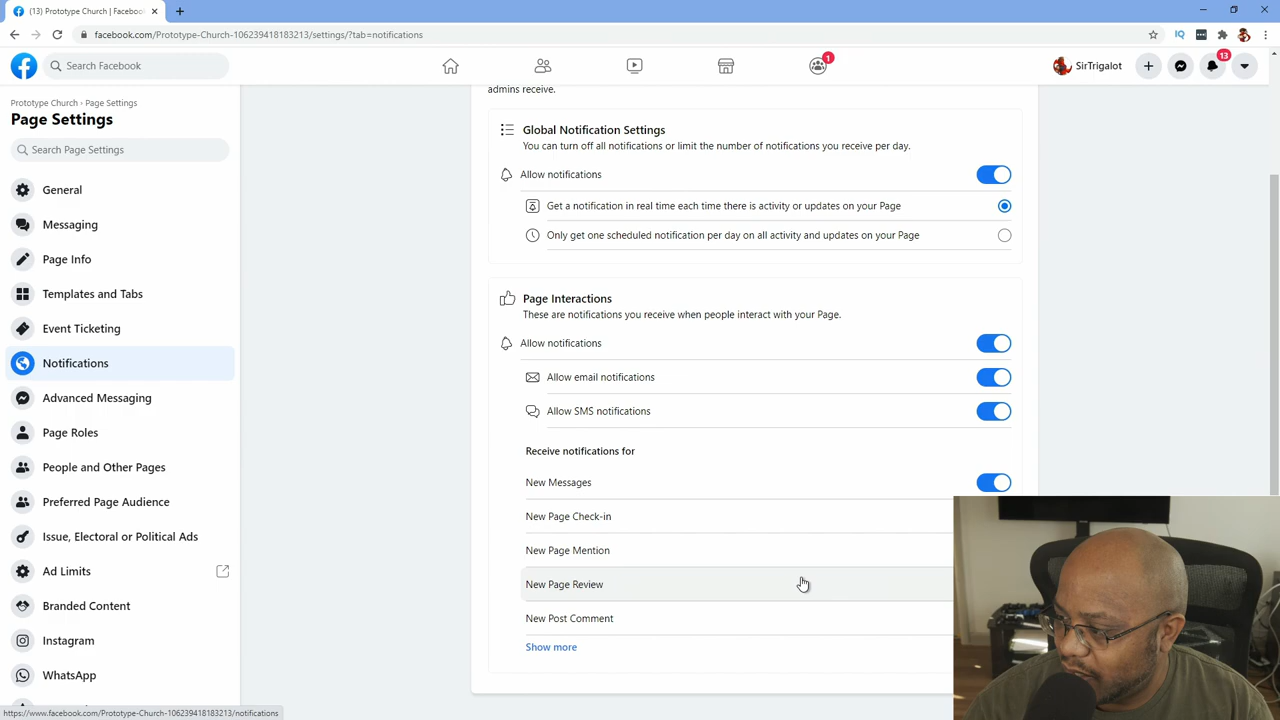 (13) Prototype Church | Facebook
facebook.com/Prototype-Church-106239418183213/settings/?tab=notifications
IQ
Search Facebook
1
SirTrigalot
13
Prototype Church › Page Settings
Page Settings
Search Page Settings
General
Messaging
Page Info
Templates and Tabs
Event Ticketing
Notifications
Advanced Messaging
Page Roles
People and Other Pages
Preferred Page Audience
Issue, Electoral or Political Ads
Ad Limits
Branded Content
Instagram
WhatsApp
admins receive.
Global Notification Settings
You can turn off all notifications or limit the number of notifications you receive per day.
Allow notifications
Get a notification in real time each time there is activity or updates on your Page
Only get one scheduled notification per day on all activity and updates on your Page
Page Interactions
These are notifications you receive when people interact with your Page.
Allow notifications
Allow email notifications
Allow SMS notifications
Receive notifications for
New Messages
New Page Check-in
New Page Mention
New Page Review
New Post Comment
Show more
https://www.facebook.com/Prototype-Church-106239418183213/notifications